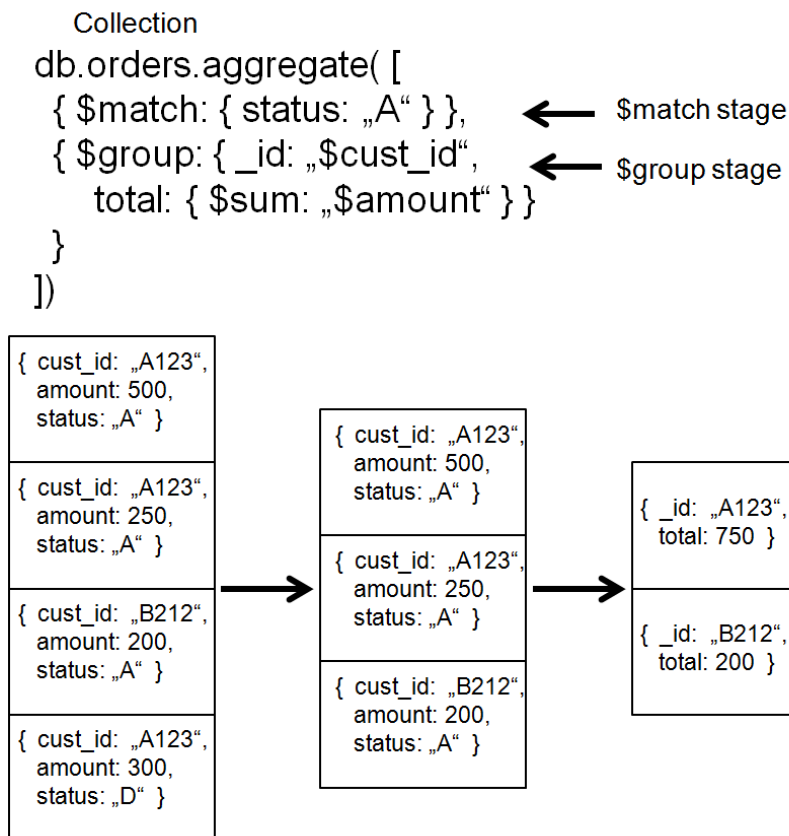 Collection
db.orders.aggregate( [
{ $match: { status: „A“ } },
$match stage
{ $group: { _id: „$cust_id“,
$group stage
total: { $sum: „$amount“ } }
}
])
{ cust_id: „A123“,
amount: 500,
status: „A“ }
{ cust_id: „A123“,
amount: 250,
status: „A“ }
{ cust_id: „B212“,
amount: 200,
status: „A“ }
{ cust_id: „A123“,
amount: 300,
status: „D“ }
{ cust_id: „A123“,
amount: 500,
status: „A“ }
{ cust_id: „A123“,
amount: 250,
status: „A“ }
{ cust_id: „B212“,
amount: 200,
status: „A“ }
{ _id: „A123“,
total: 750 }
{ _id: „B212“,
total: 200 }